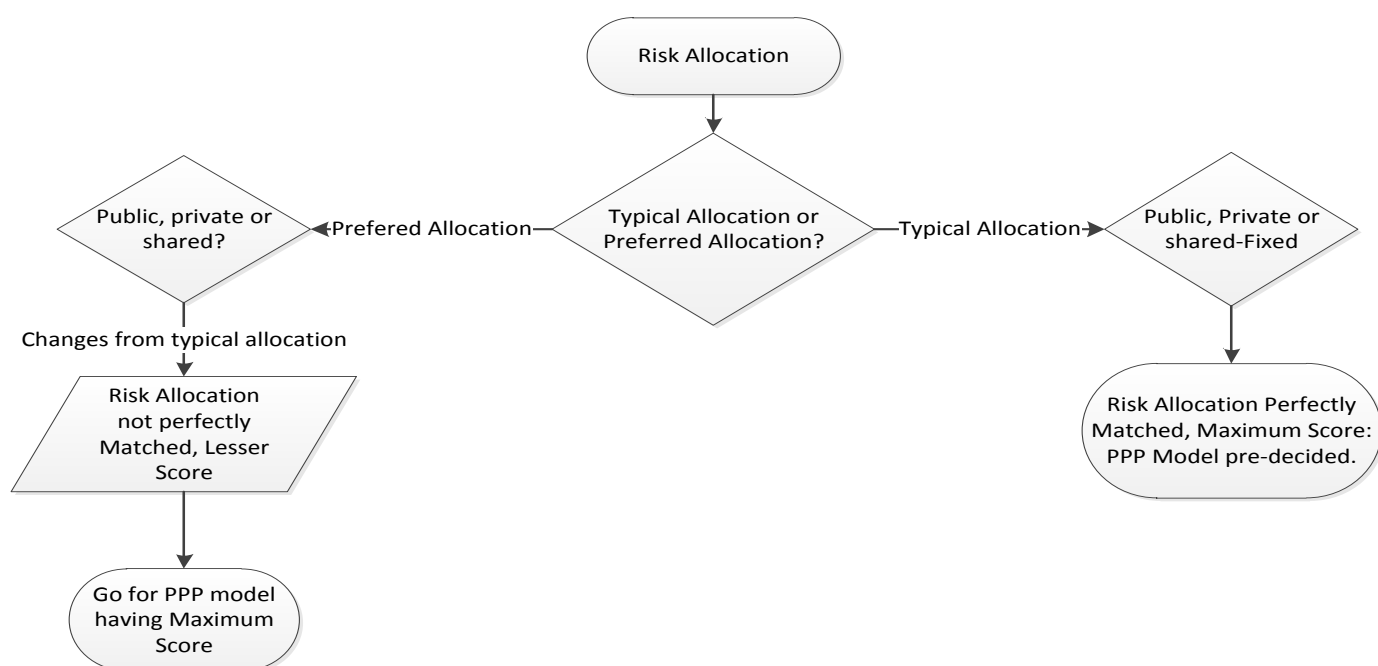 Risk Allocation
Typical Allocation or
Preferred Allocation?
Prefered Allocation
Typical Allocation
Public, private or
shared?
Public, Private or
shared-Fixed
Changes from typical allocation
Risk Allocation
not perfectly
Matched, Lesser
Score
Risk Allocation Perfectly
Matched, Maximum Score:
PPP Model pre-decided.
Go for PPP model
having Maximum
Score